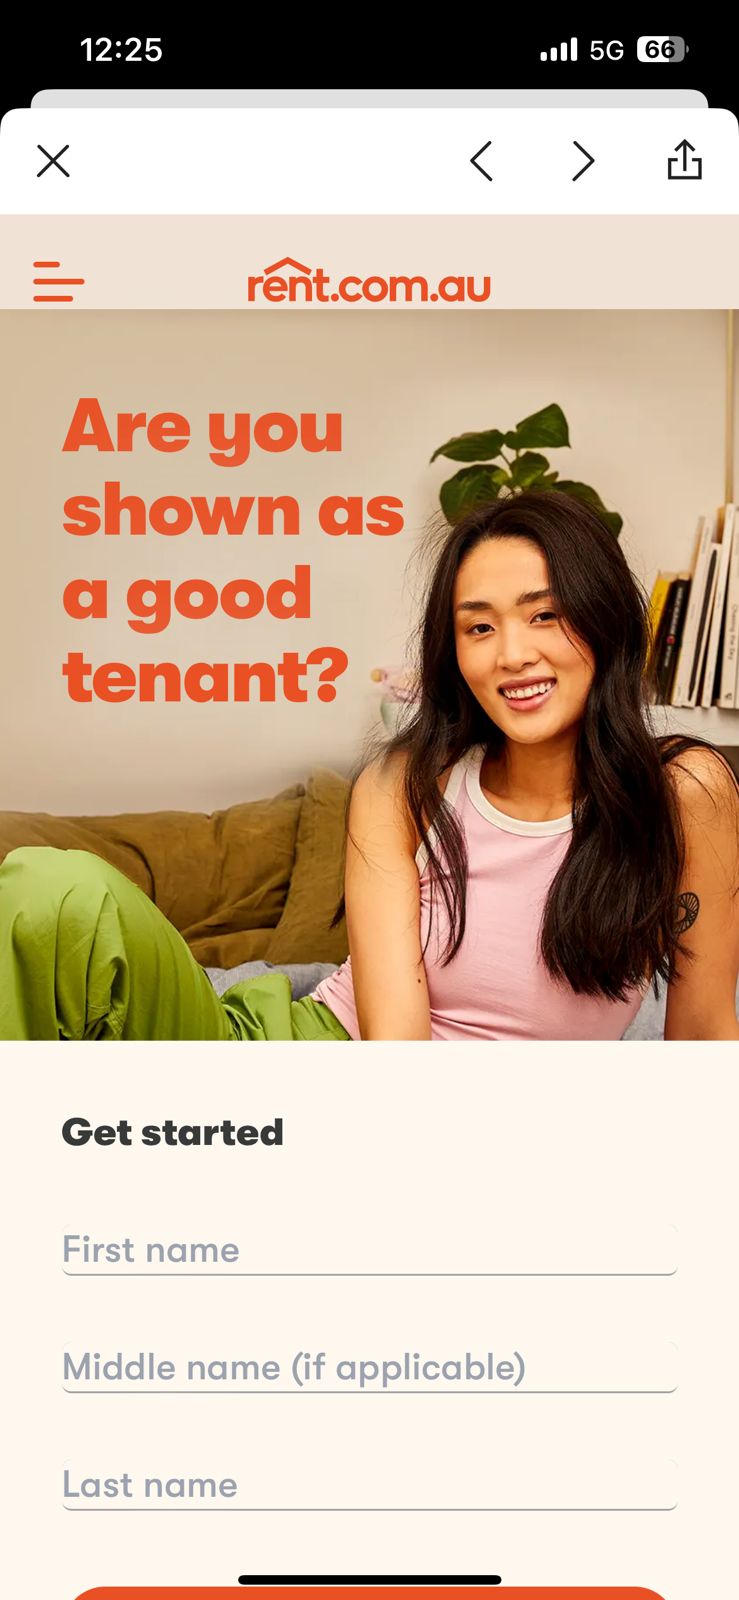 12:25
5G 66
rent.com.au
Are you
shown as
a good
tenant?
Get started
First name
Middle name (if applicable)
Last name